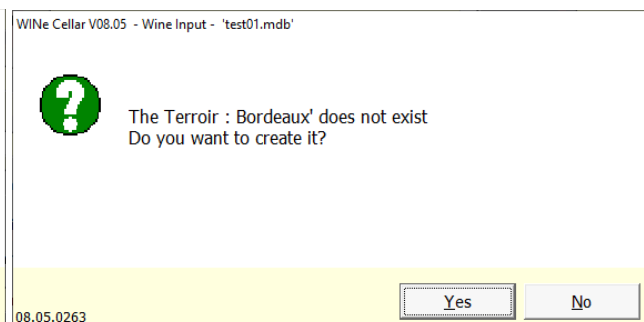 WINe Cellar V08.05 - Wine Input - 'test01.mdb'
The Terroir : Bordeaux' does not exist
Do you want to create it?
Yes
No
08.05.0263